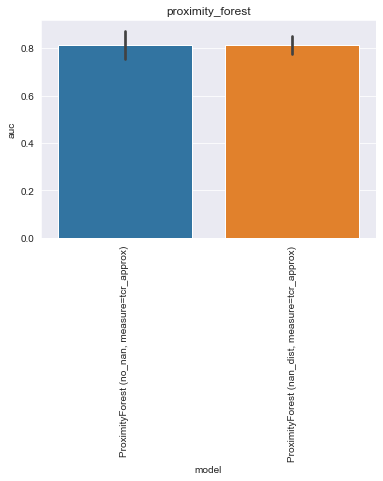 proximity_forest
auc
0.8
0.6
0.4
0.2
0.0
ProximityForest (no_nan, measure=tcr_approx)
ProximityForest (nan_dist, measure=tcr_approx)
model